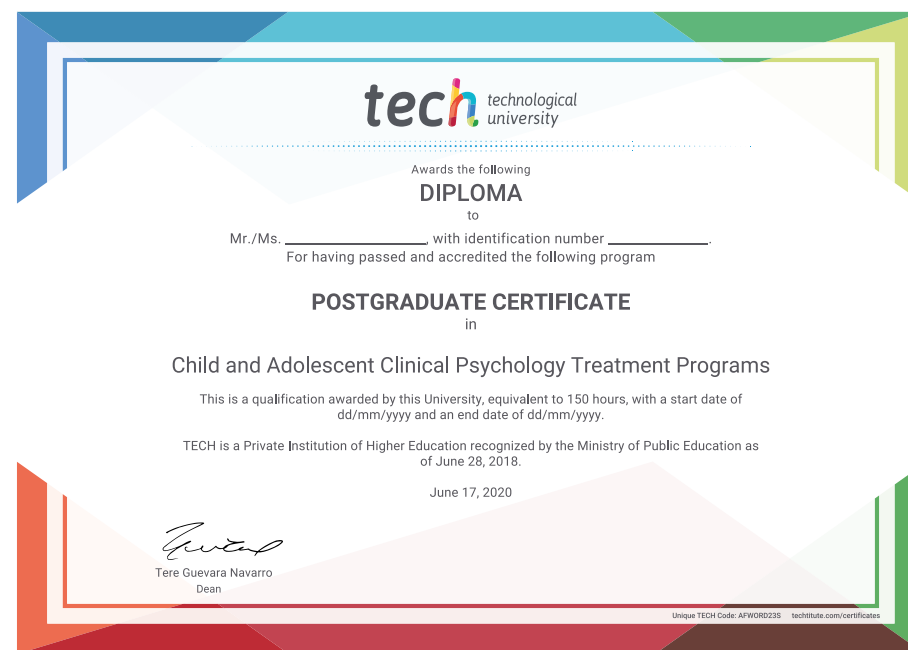 tech technological
university
Awards the following
DIPLOMA
to
Mr./Ms. ____________, with identification number ____________.
For having passed and accredited the following program
POSTGRADUATE CERTIFICATE
in
Child and Adolescent Clinical Psychology Treatment Programs
This is a qualification awarded by this University, equivalent to 150 hours, with a start date of
dd/mm/yyyy and an end date of dd/mm/yyyy.
TECH is a Private Institution of Higher Education recognized by the Ministry of Public Education as
of June 28, 2018.
June 17, 2020
Tere Guevara Navarro
Dean
Unique TECH Code: AFWORD23S techtitute.com/certificates